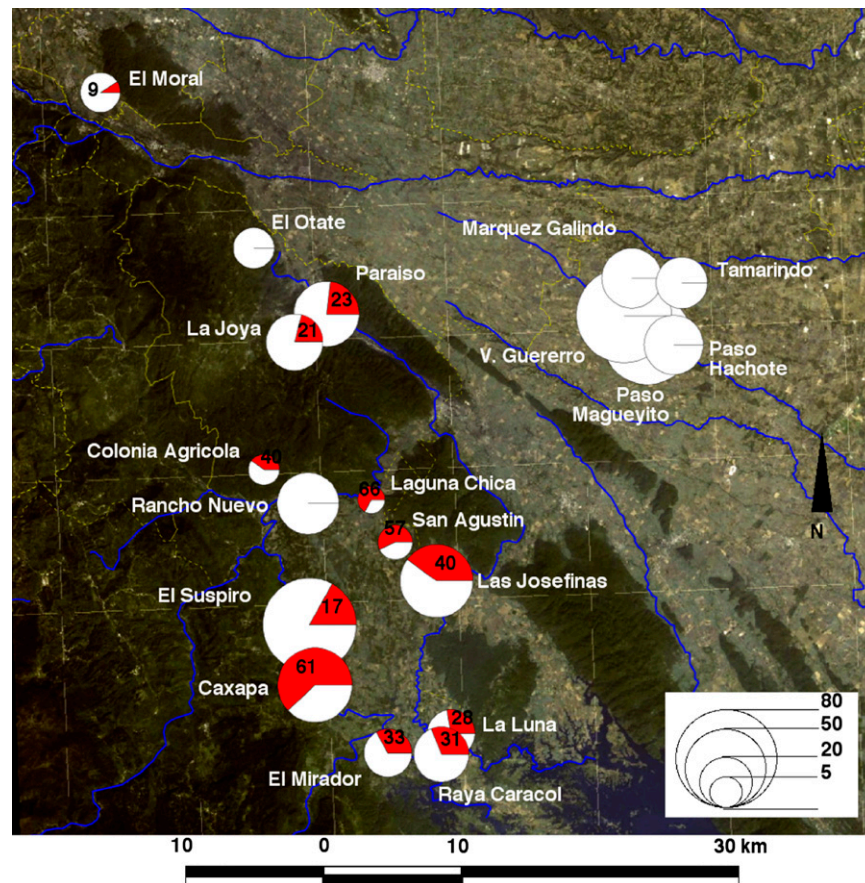 9
El Moral
El Otate
Marquez Galindo
Paraiso
Tamarindo
23
La Joya
21
V. Guererro
Paso
Hachote
Paso
Magueyito
Colonia Agricola
40
Laguna Chica
66
Rancho Nuevo
San Agustin
57
N
40
Las Josefinas
El Suspiro
17
61
Caxapa
28
La Luna
33
31
El Mirador
Raya Caracol
80
50
20
5
10
0
10
30 km